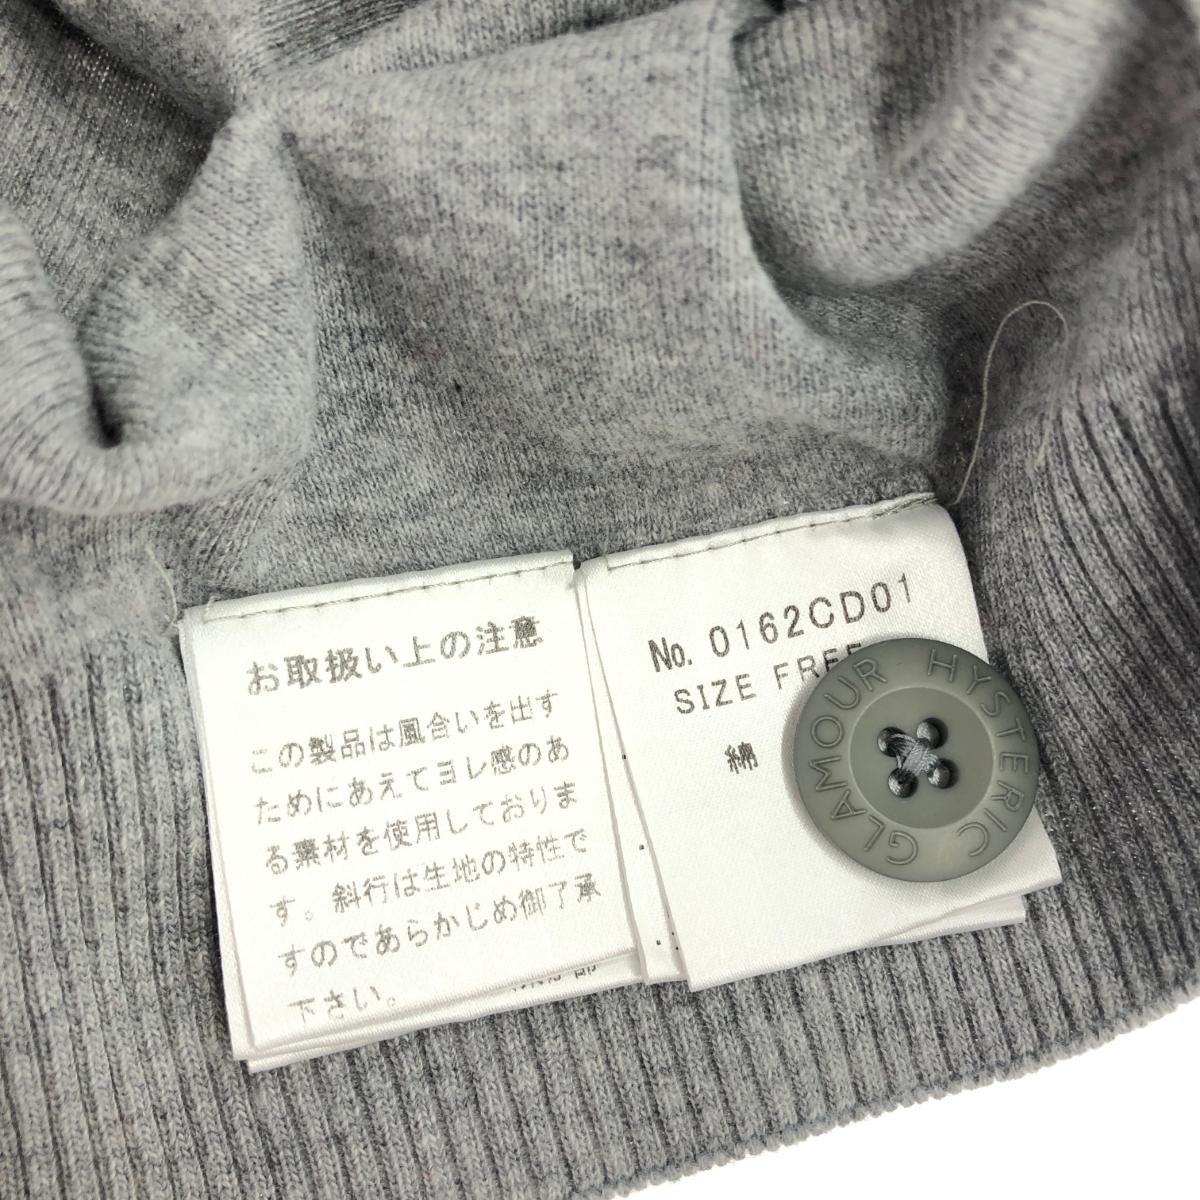 お取扱い上の注意
この製品は風合いを出す
ためにあえてヨレ感のあ
る素材を使用しておりま
す。斜行は生地の特性で
すのであらかじめ御了承
下さい。
No. 0162CD01
SIZE FREE
綿
GLAMOUR HYSTERIC